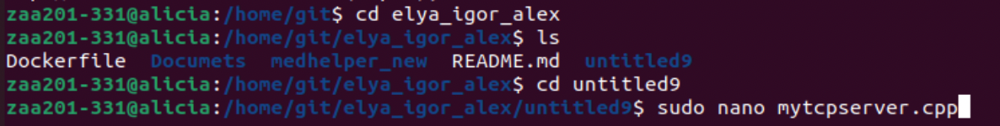 zaa201-331@alicia:/home/git$ cd elya_igor_alex
zaa201-331@alicia:/home/git/elya_igor_alex$ ls
Dockerfile  Documets  medhelper_new  README.md  untitled9
zaa201-331@alicia:/home/git/elya_igor_alex$ cd untitled9
zaa201-331@alicia:/home/git/elya_igor_alex/untitled9$ sudo nano mytcpserver.cpp